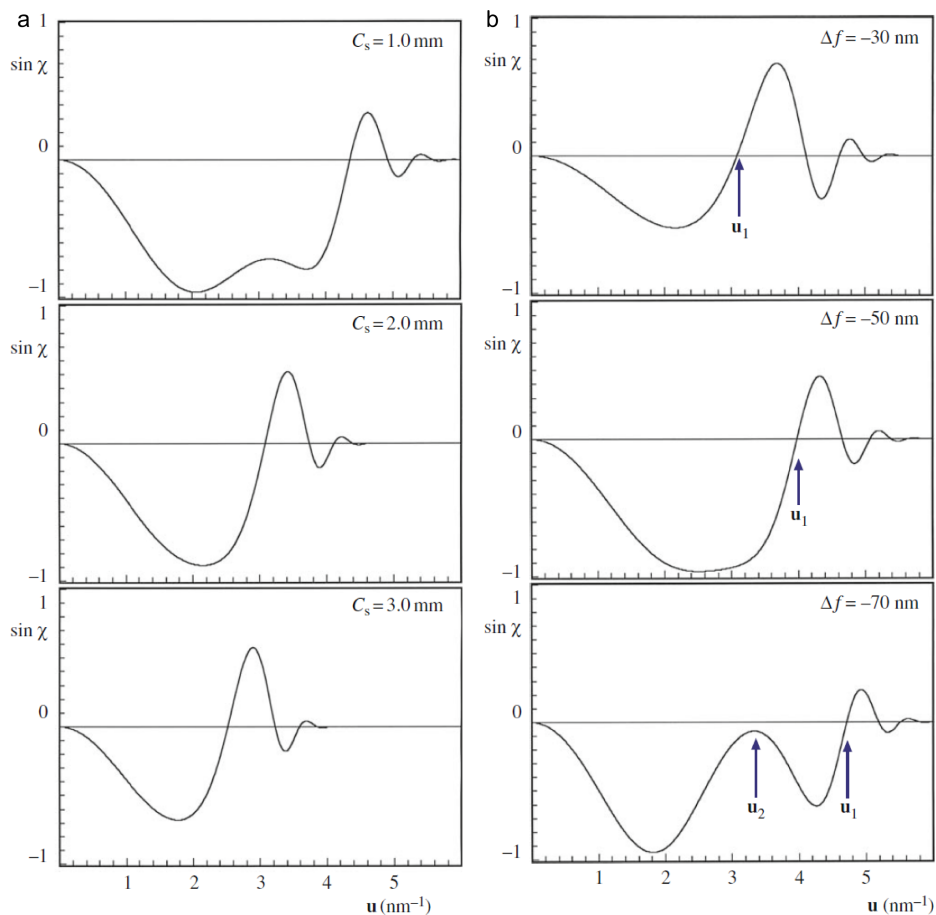 a
1
sin χ
0
−1
Cs = 1.0 mm
1
sin χ
0
−1
Cs = 2.0 mm
1
sin χ
0
−1
Cs = 3.0 mm
1 2 3 4 5
u (nm−1)
b
1
sin χ
0
−1
Δf = −30 nm
u1
1
sin χ
0
−1
Δf = −50 nm
u1
1
sin χ
0
−1
Δf = −70 nm
u2 u1
1 2 3 4 5
u (nm−1)